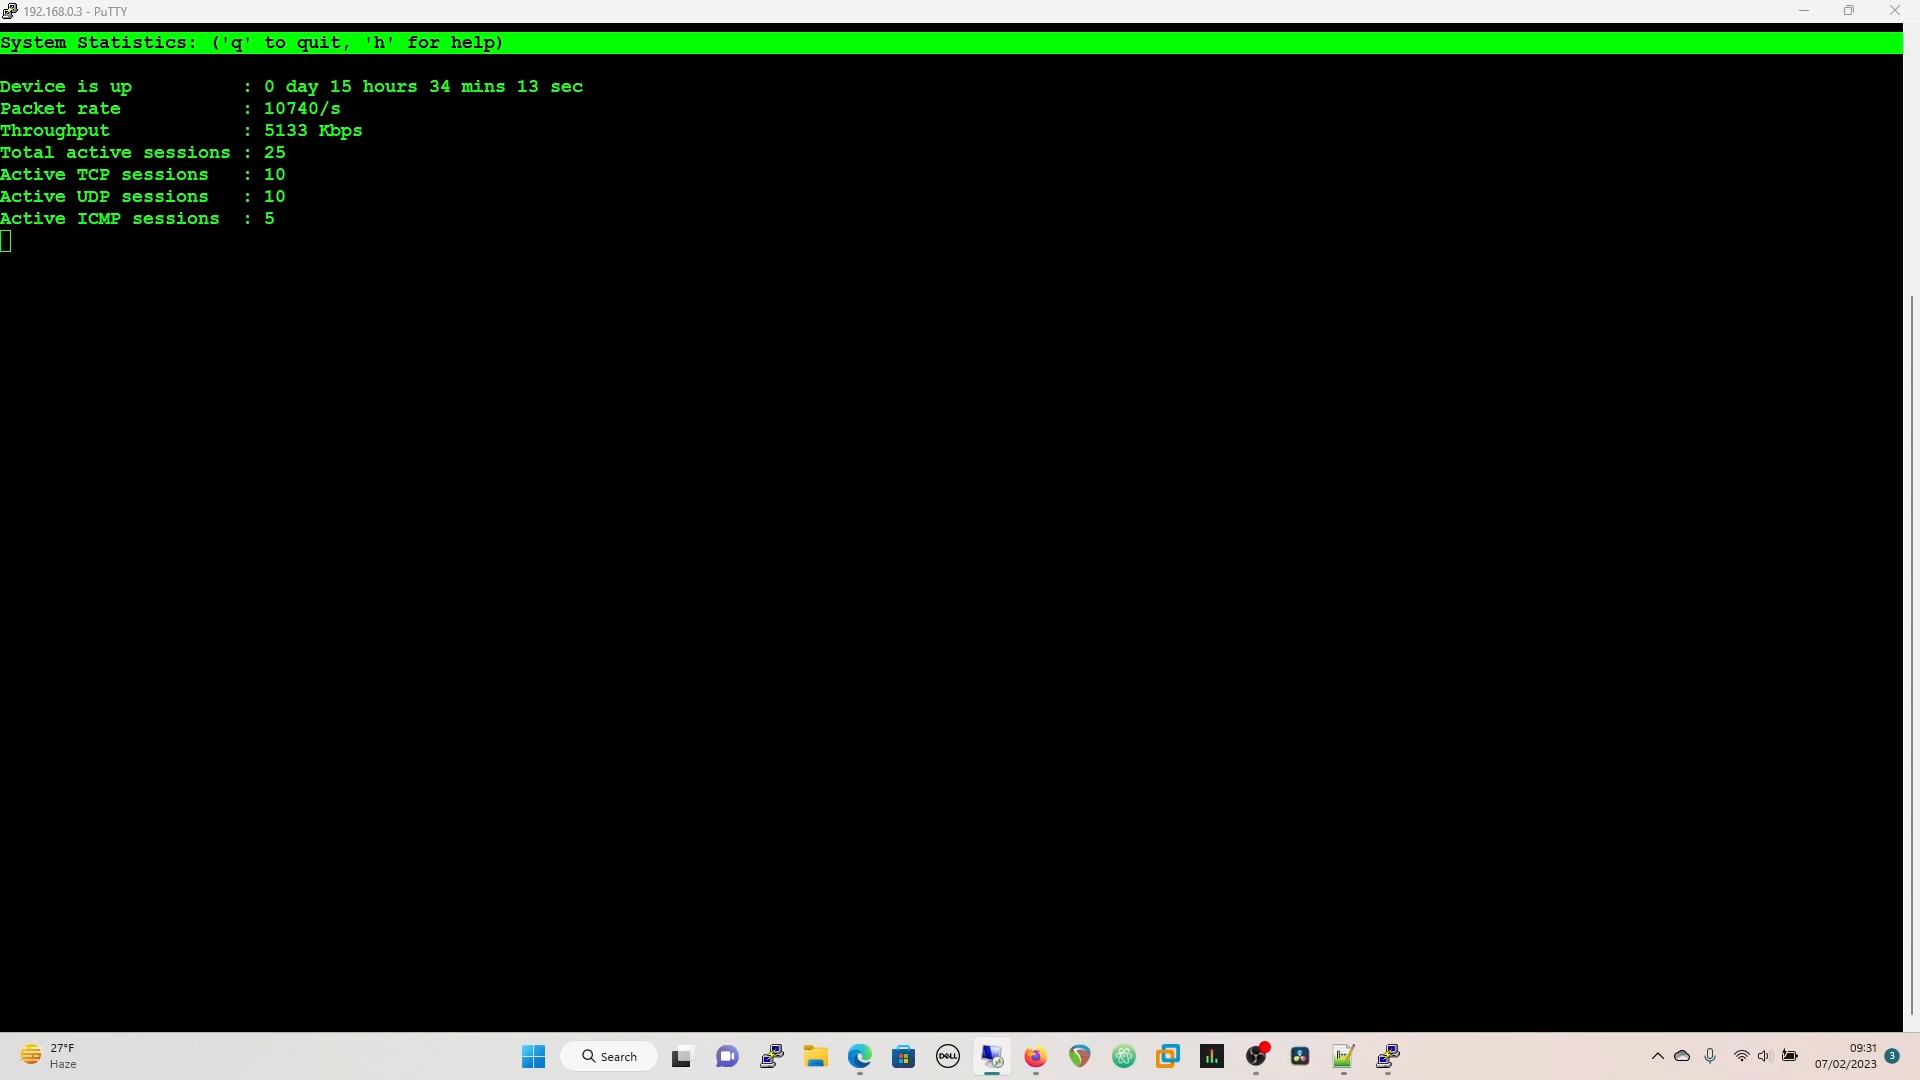 192.168.0.3 - PuTTY
System Statistics: ('q' to quit, 'h' for help)
Device is up : 0 day 15 hours 34 mins 13 sec
Packet rate : 10740/s
Throughput : 5133 Kbps
Total active sessions : 25
Active TCP sessions : 10
Active UDP sessions : 10
Active ICMP sessions : 5
27°F
Haze
Search
DELL
09:31
07/02/2023
3